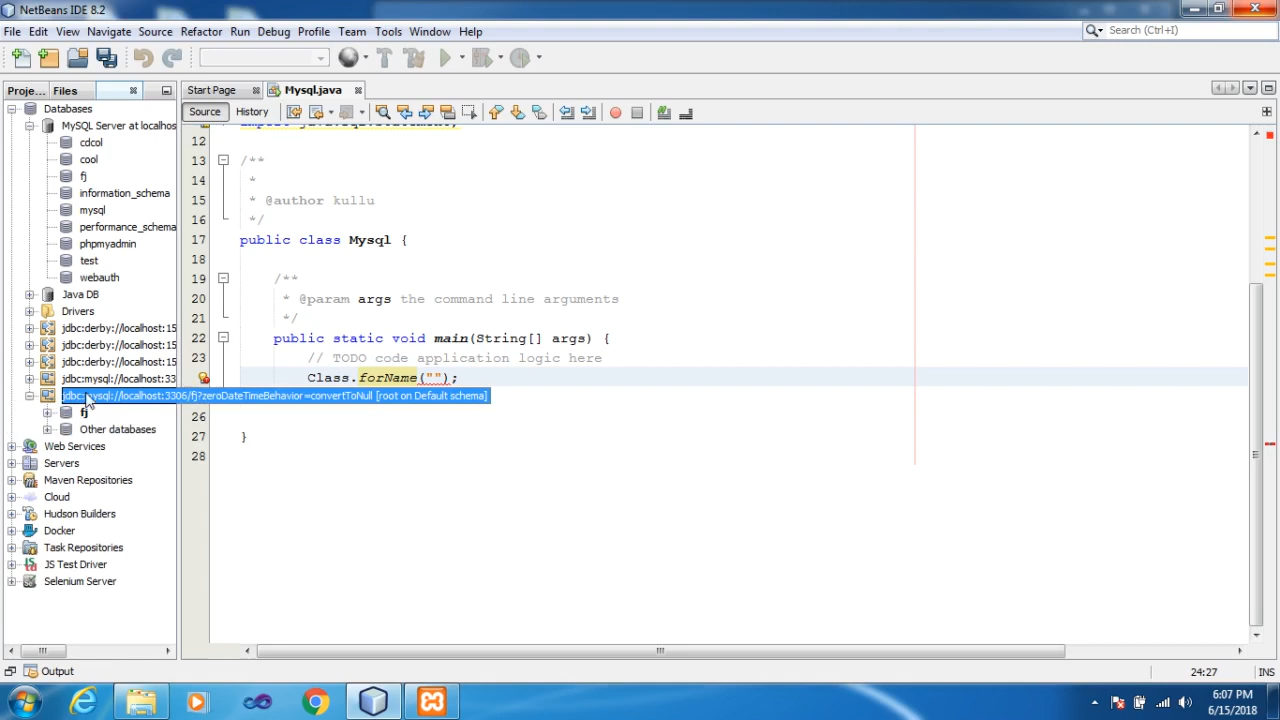 NetBeans IDE 8.2
File Edit View Navigate Source Refactor Run Debug Profile Team Tools Window Help
Search (Ctrl+I)
Proje... Files
Start Page Mysql.java
Source History
Databases
MySQL Server at localhos
cdcol
cool
fj
information_schema
mysql
performance_schema
phpmyadmin
test
webauth
Java DB
Drivers
jdbc:derby://localhost:15
jdbc:derby://localhost:15
jdbc:derby://localhost:15
jdbc:mysql://localhost:33
jdbc:mysql://localhost:3306/fj?zeroDateTimeBehavior=convertToNull [root on Default schema]
fj
Other databases
Web Services
Servers
Maven Repositories
Cloud
Hudson Builders
Docker
Task Repositories
JS Test Driver
Selenium Server
12
13 /**
14 *
15 * @author kullu
16 */
17 public class Mysql {
18
19 /**
20 * @param args the command line arguments
21 */
22 public static void main(String[] args) {
23 // TODO code application logic here
Class.forName("");
26
27 }
28
Output
24:27 INS
6:07 PM
6/15/2018